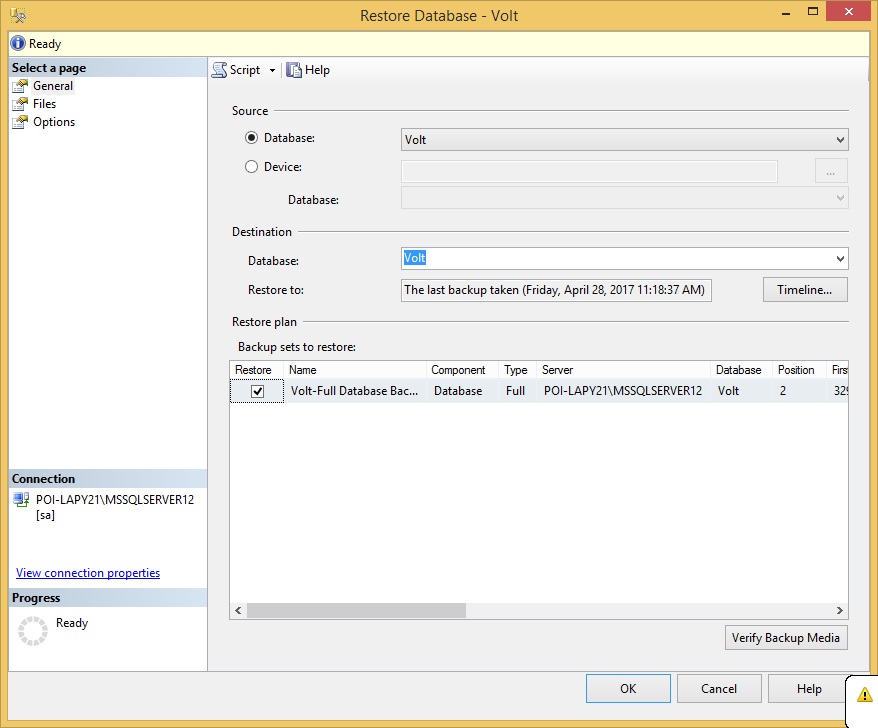 Restore Database - Volt
Ready
Select a page
General
Files
Options
Script Help
Source
Database: Volt
Device: ...
Database:
Destination
Database: Volt
Restore to: The last backup taken (Friday, April 28, 2017 11:18:37 AM) Timeline...
Restore plan
Backup sets to restore:
Restore Name Component Type Server Database Position First
Volt-Full Database Bac... Database Full POI-LAPY21\MSSQLSERVER12 Volt 2 329
Connection
POI-LAPY21\MSSQLSERVER12
[sa]
View connection properties
Progress
Ready
Verify Backup Media
OK Cancel Help